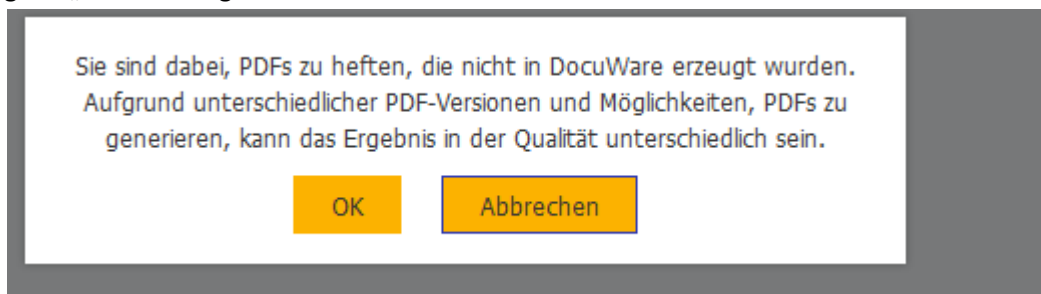 Sie sind dabei, PDFs zu heften, die nicht in DocuWare erzeugt wurden.
Aufgrund unterschiedlicher PDF-Versionen und Möglichkeiten, PDFs zu
generieren, kann das Ergebnis in der Qualität unterschiedlich sein.
OK Abbrechen